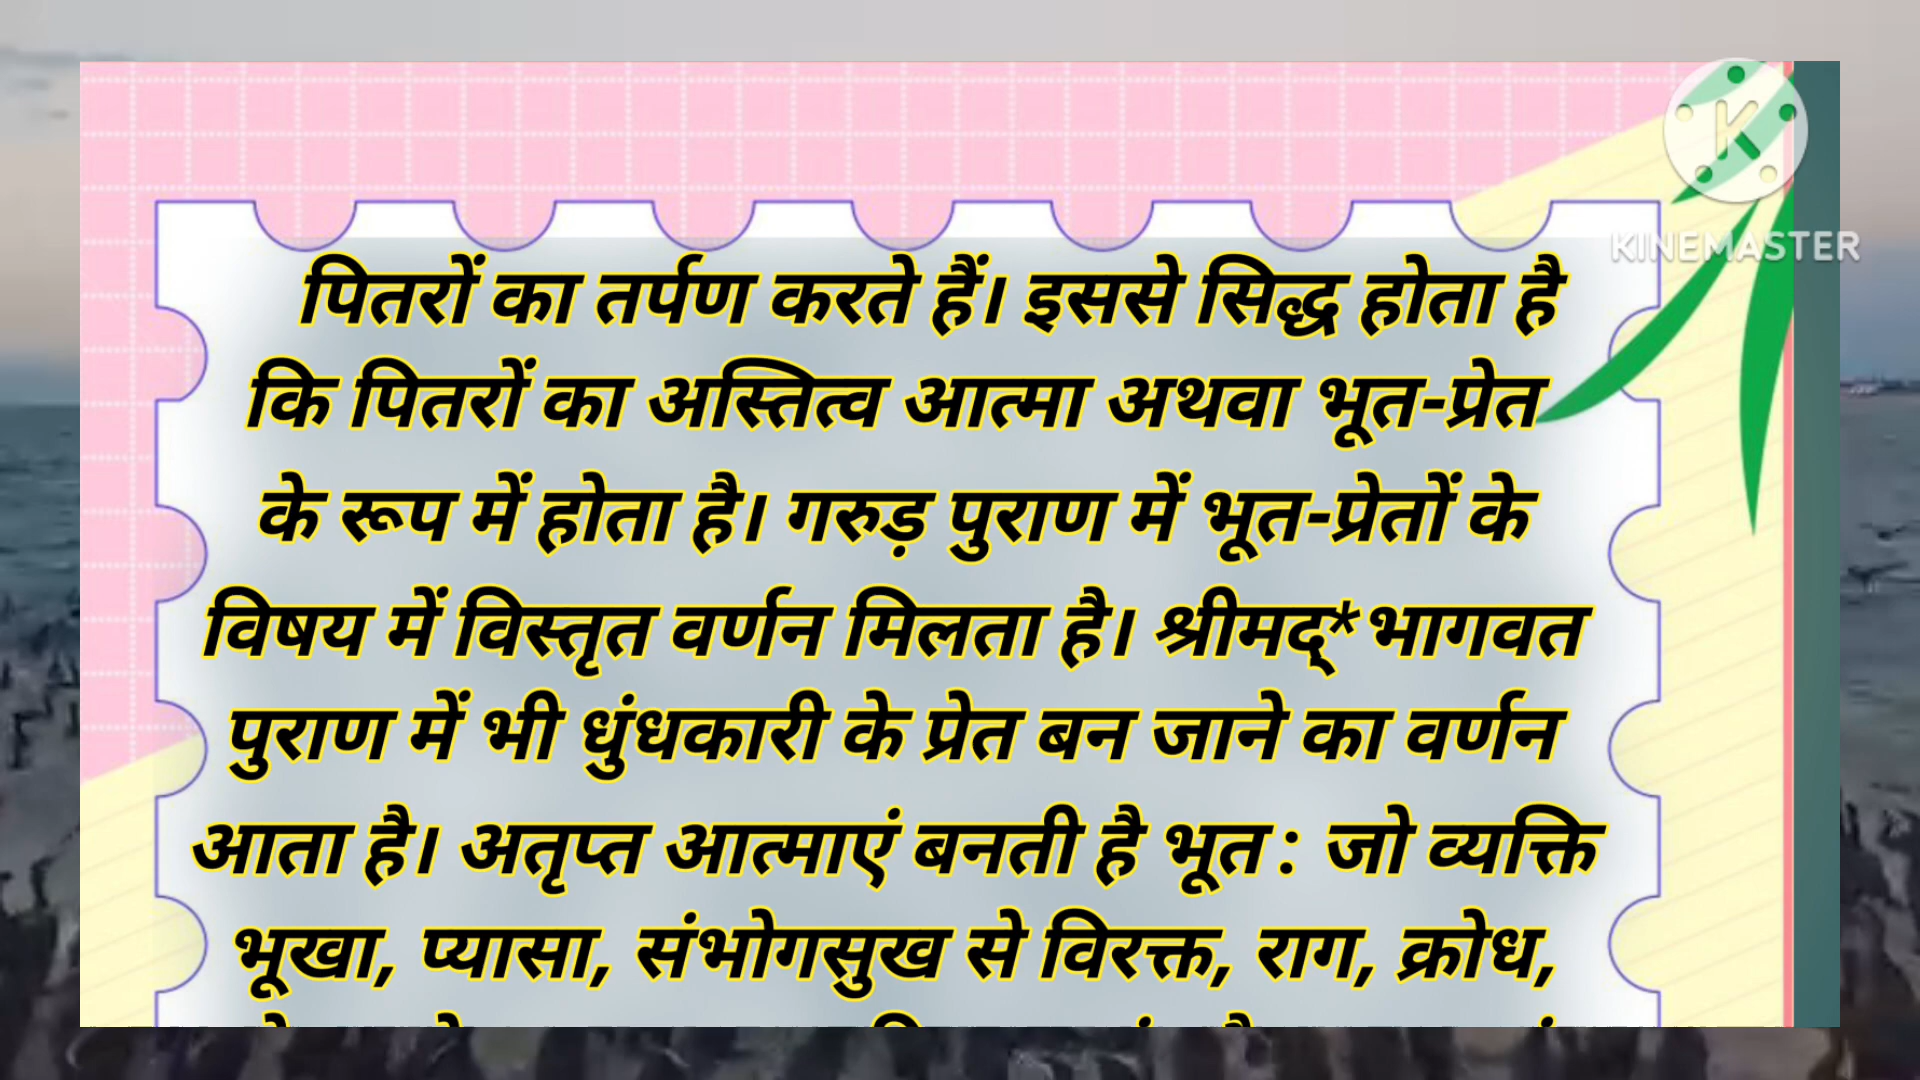 पितरों का तर्पण करते हैं। इससे सिद्ध होता है
कि पितरों का अस्तित्व आत्मा अथवा भूत-प्रेत
के रूप में होता है। गरुड़ पुराण में भूत-प्रेतों के
विषय में विस्तृत वर्णन मिलता है। श्रीमद्*भागवत
पुराण में भी धुंधकारी के प्रेत बन जाने का वर्णन
आता है। अतृप्त आत्माएं बनती है भूत : जो व्यक्ति
भूखा, प्यासा, संभोगसुख से विरक्त, राग, क्रोध,
KINEMASTER